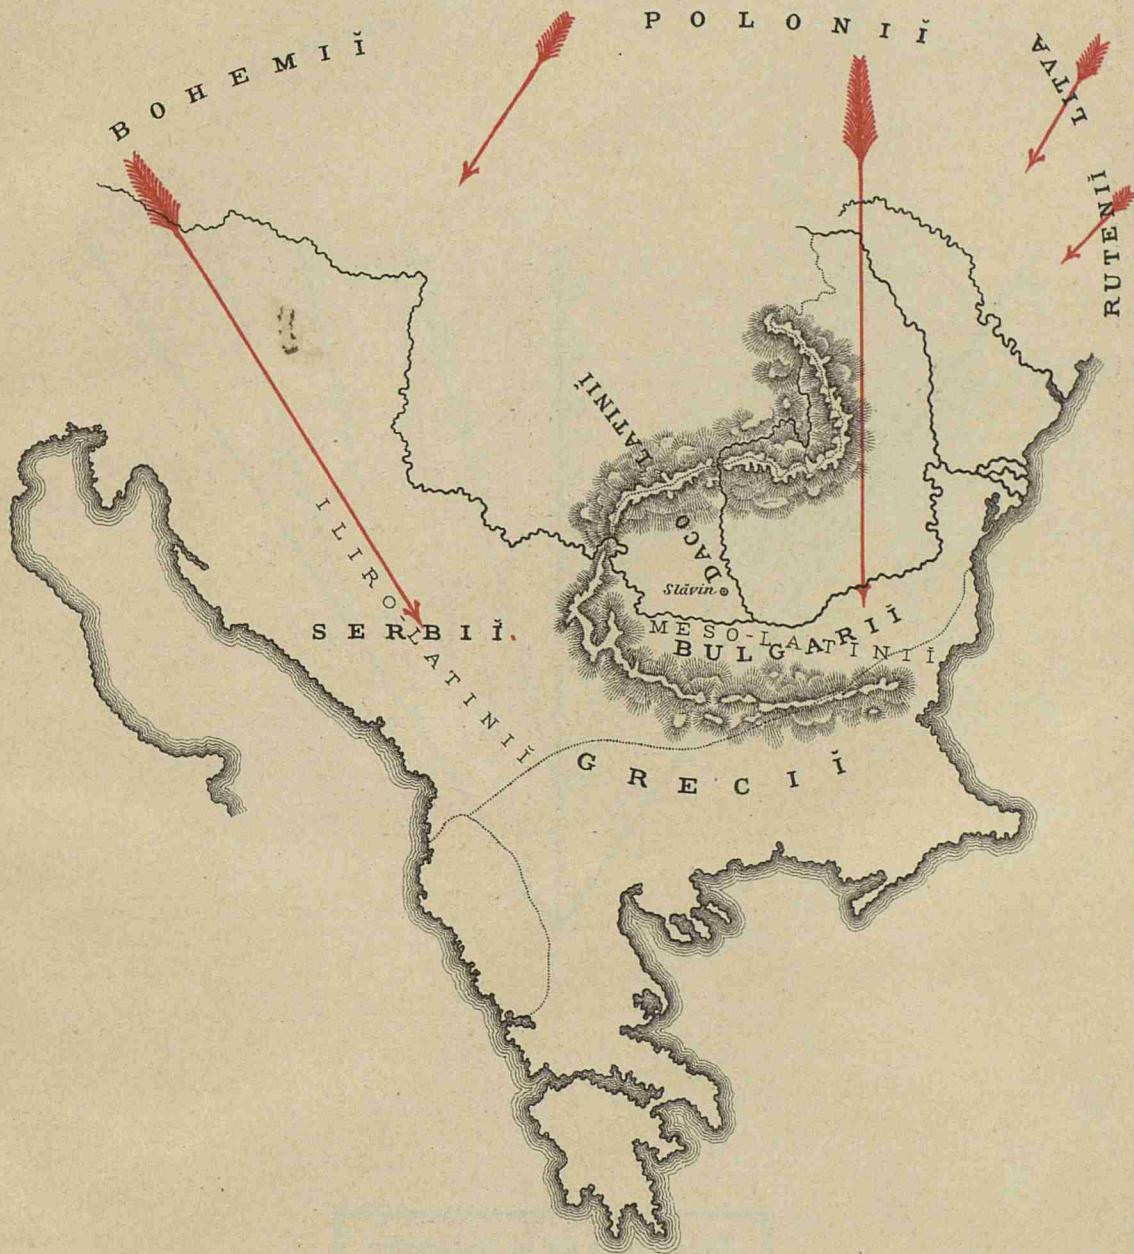 BOHEMIĬ
POLONIĬ
LITVA
RUTENIĬ
DACO
LATINIĬ
ILIRO-LATINIĬ
SERBIĬ
Slăvin
MESO-LATINIĬ
BULGARIĬ
GRECIĬ